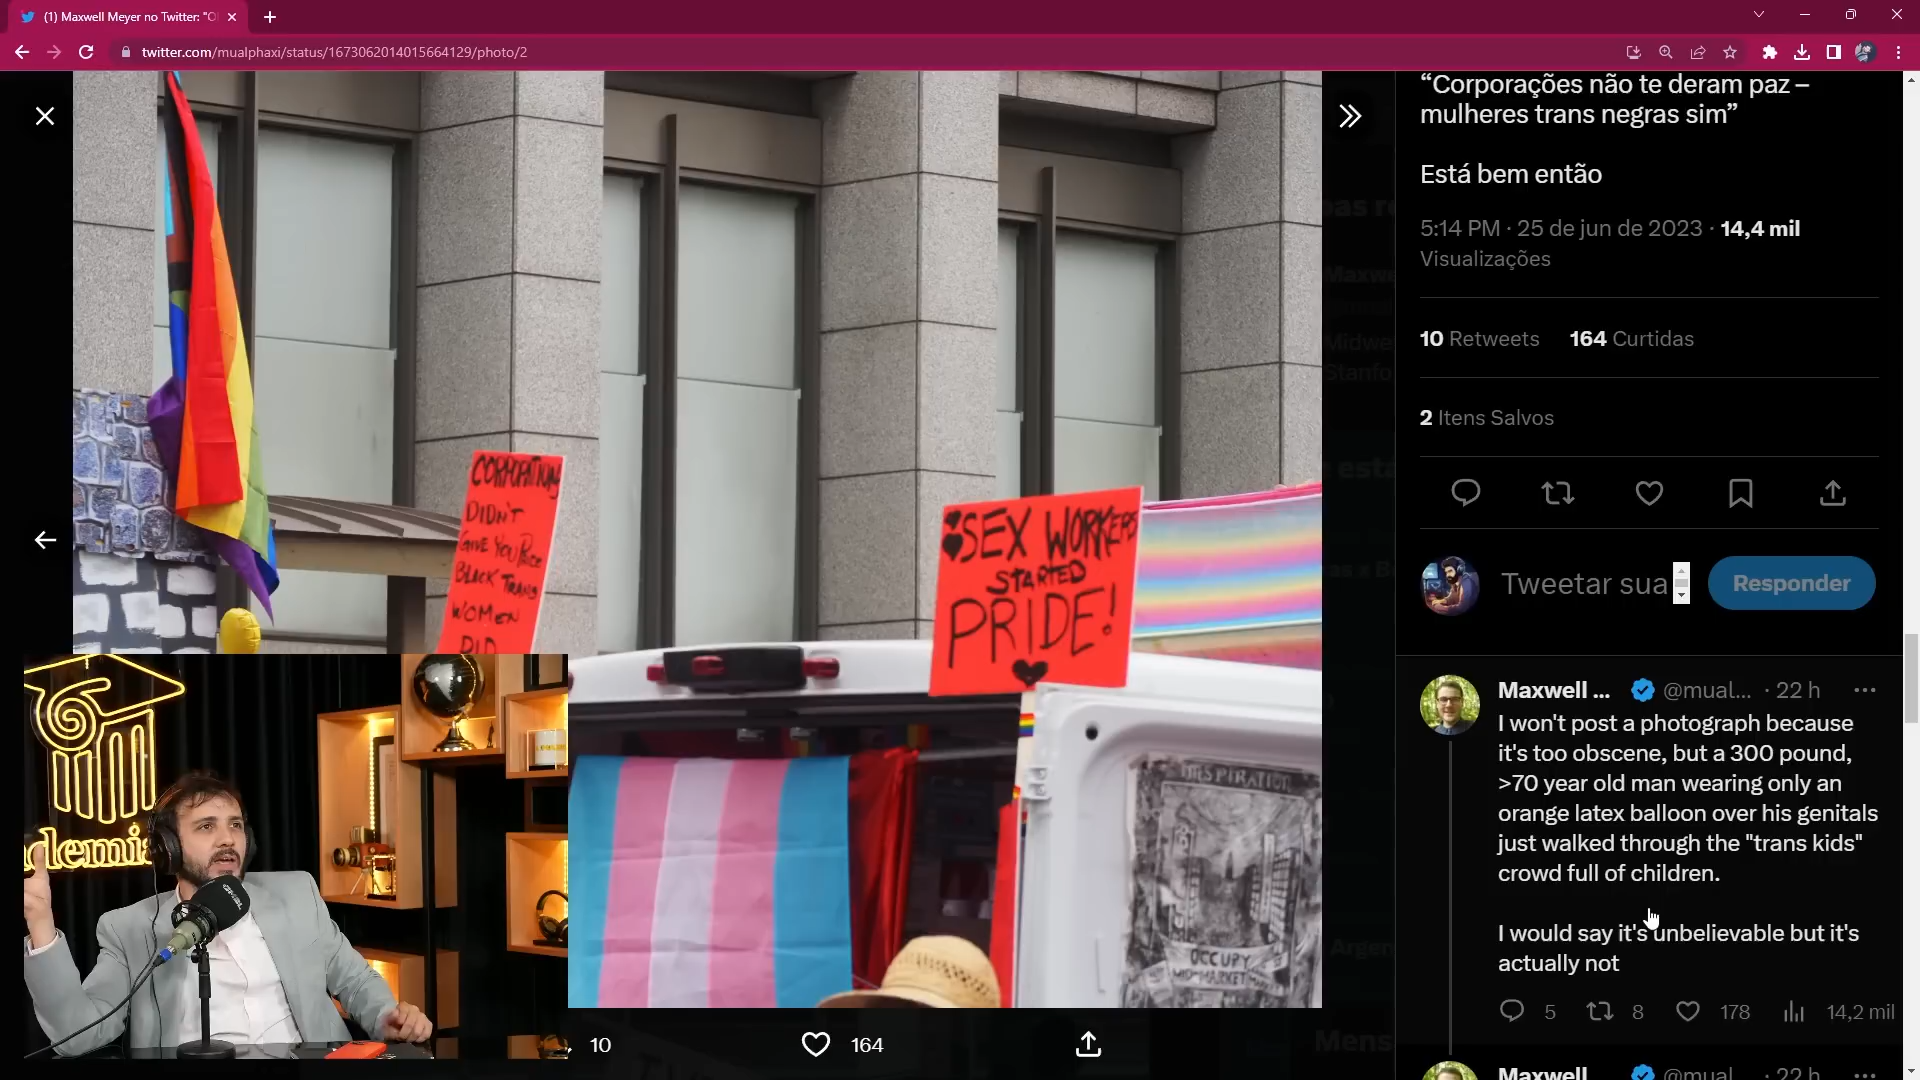 (1) Maxwell Meyer no Twitter: "O
twitter.com/mualphaxi/status/1673062014015664129/photo/2
“Corporações não te deram paz –
mulheres trans negras sim”
Está bem então
5:14 PM · 25 de jun de 2023 · 14,4 mil
Visualizações
10 Retweets 164 Curtidas
2 Itens Salvos
Tweetar sua
Responder
Maxwell ... @mual... · 22 h
I won't post a photograph because
it's too obscene, but a 300 pound,
>70 year old man wearing only an
orange latex balloon over his genitals
just walked through the "trans kids"
crowd full of children.
I would say it's unbelievable but it's
actually not
5 8 178 14,2 mil
Maxwell @mual · 22 h
CORPORATIONS
DIDN'T
GIVE YOU
BLACK TRANS
WOMEN
DID
SEX WORKERS
STARTED
PRIDE!
OCCUPY
MID-MARKET
demia
10 164